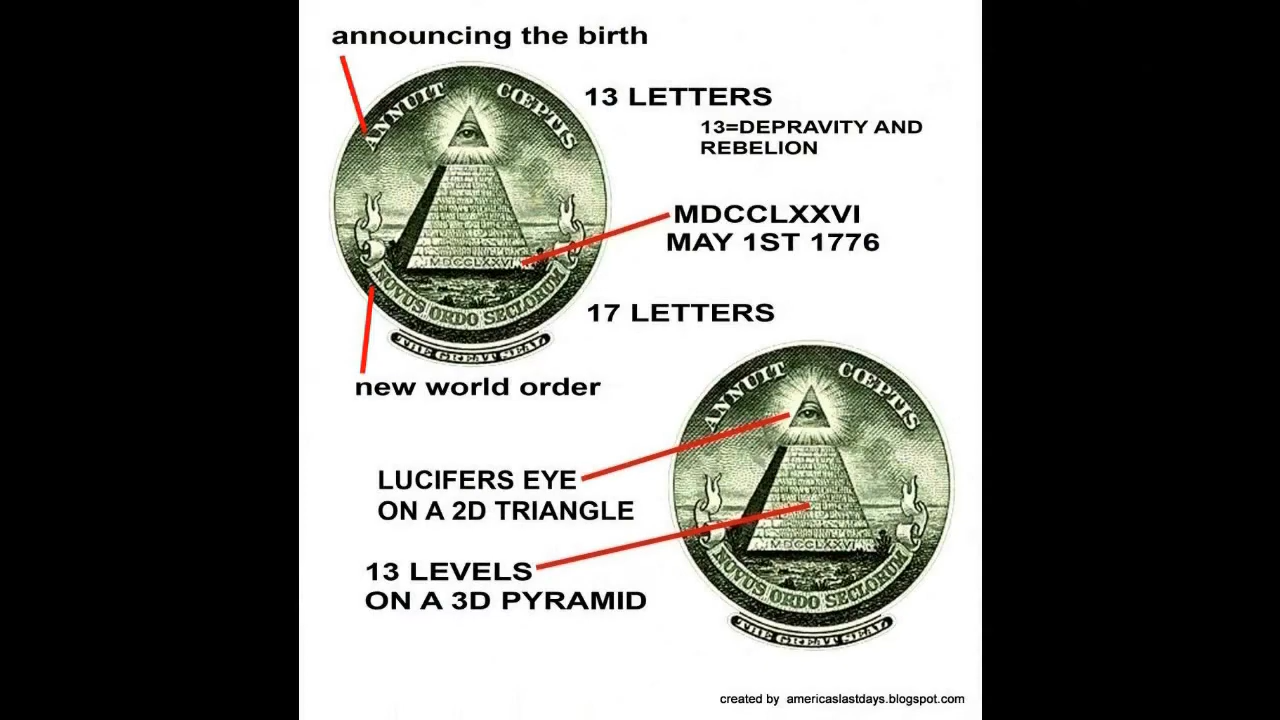 announcing the birth
ANNUIT CŒPTIS
13 LETTERS
13=DEPRAVITY AND
REBELION
MDCCLXXVI
MAY 1ST 1776
MDCCLXXVI
NOVUS ORDO SECLORUM
17 LETTERS
THE GREAT SEAL
new world order
ANNUIT CŒPTIS
LUCIFERS EYE
ON A 2D TRIANGLE
MDCCLXXVI
13 LEVELS
ON A 3D PYRAMID
NOVUS ORDO SECLORUM
THE GREAT SEAL
created by americaslastdays.blogspot.com